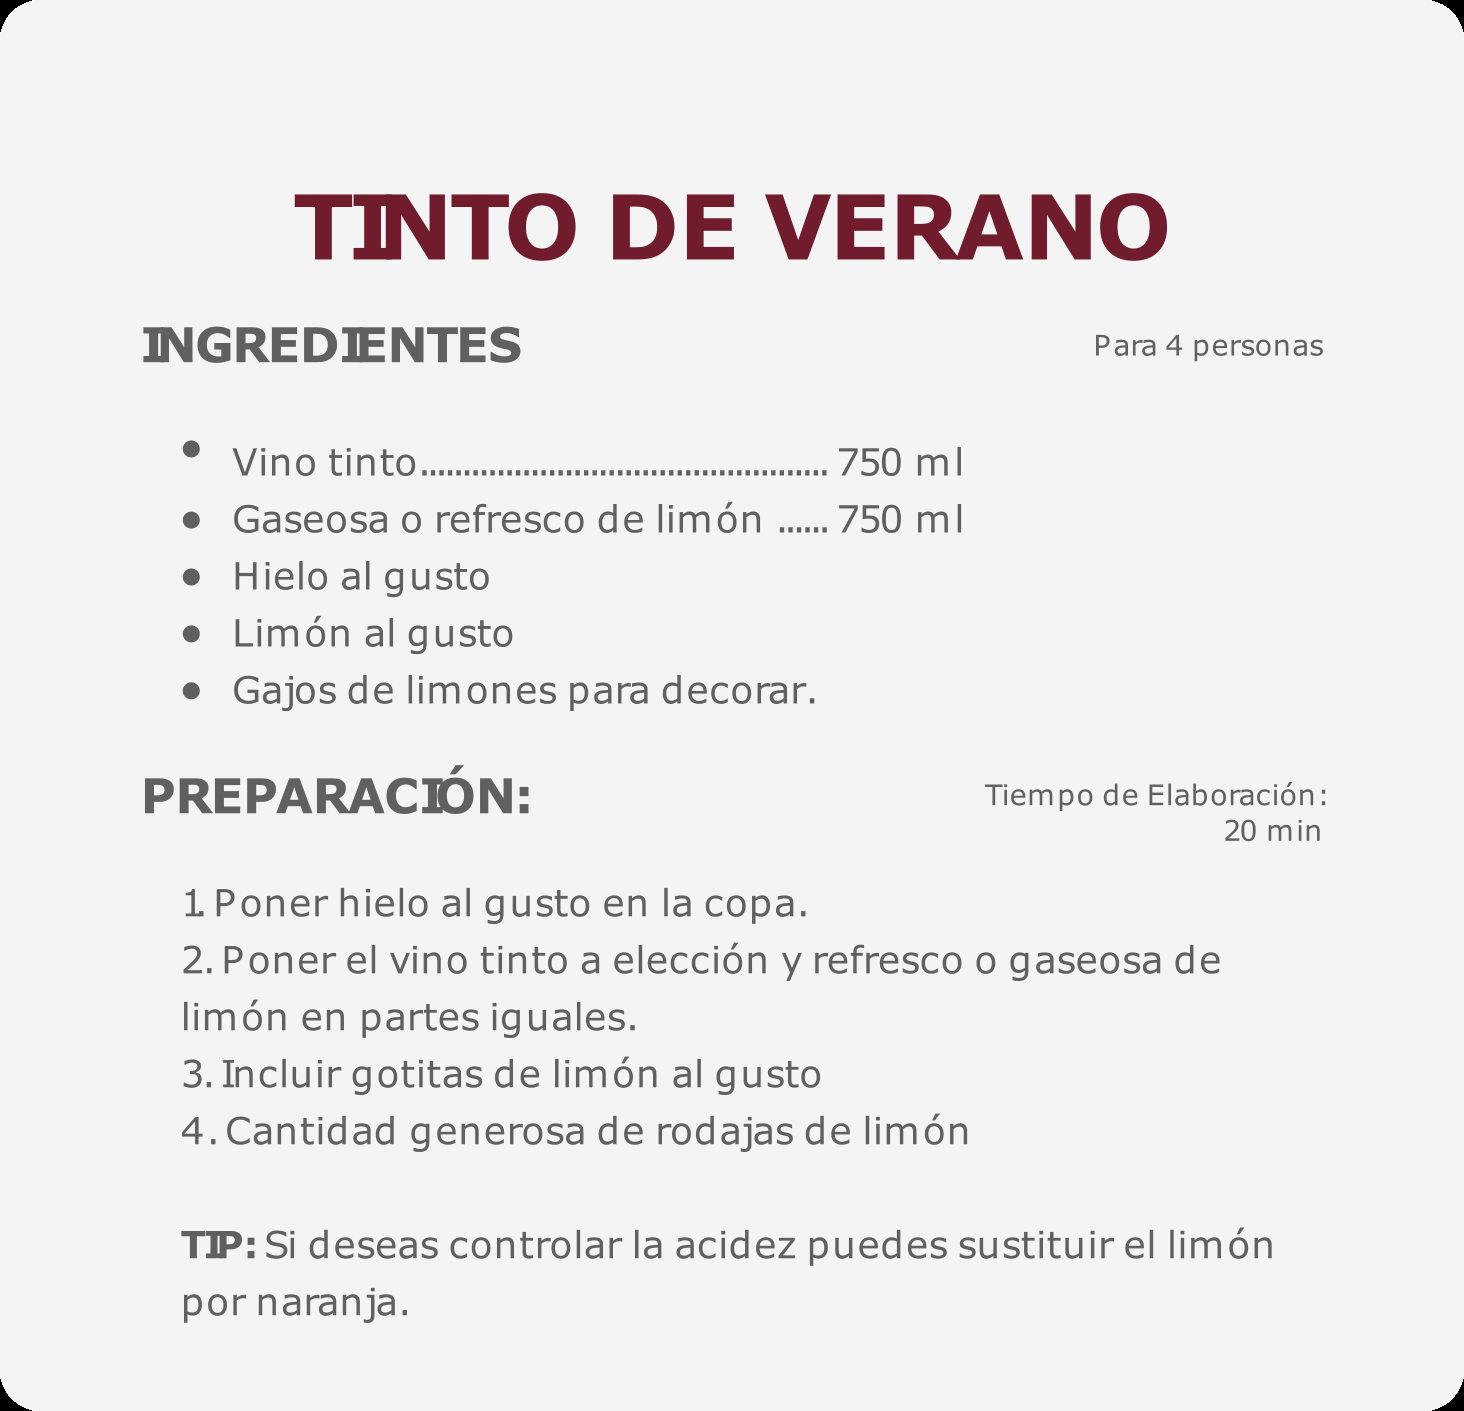 TINTO DE VERANO
INGREDIENTES
Para 4 personas
• Vino tinto................................................ 750 ml
• Gaseosa o refresco de limón ...... 750 ml
• Hielo al gusto
• Limón al gusto
• Gajos de limones para decorar.
PREPARACIÓN:
Tiempo de Elaboración:
20 min
1. Poner hielo al gusto en la copa.
2. Poner el vino tinto a elección y refresco o gaseosa de
limón en partes iguales.
3. Incluir gotitas de limón al gusto
4. Cantidad generosa de rodajas de limón
TIP: Si deseas controlar la acidez puedes sustituir el limón
por naranja.